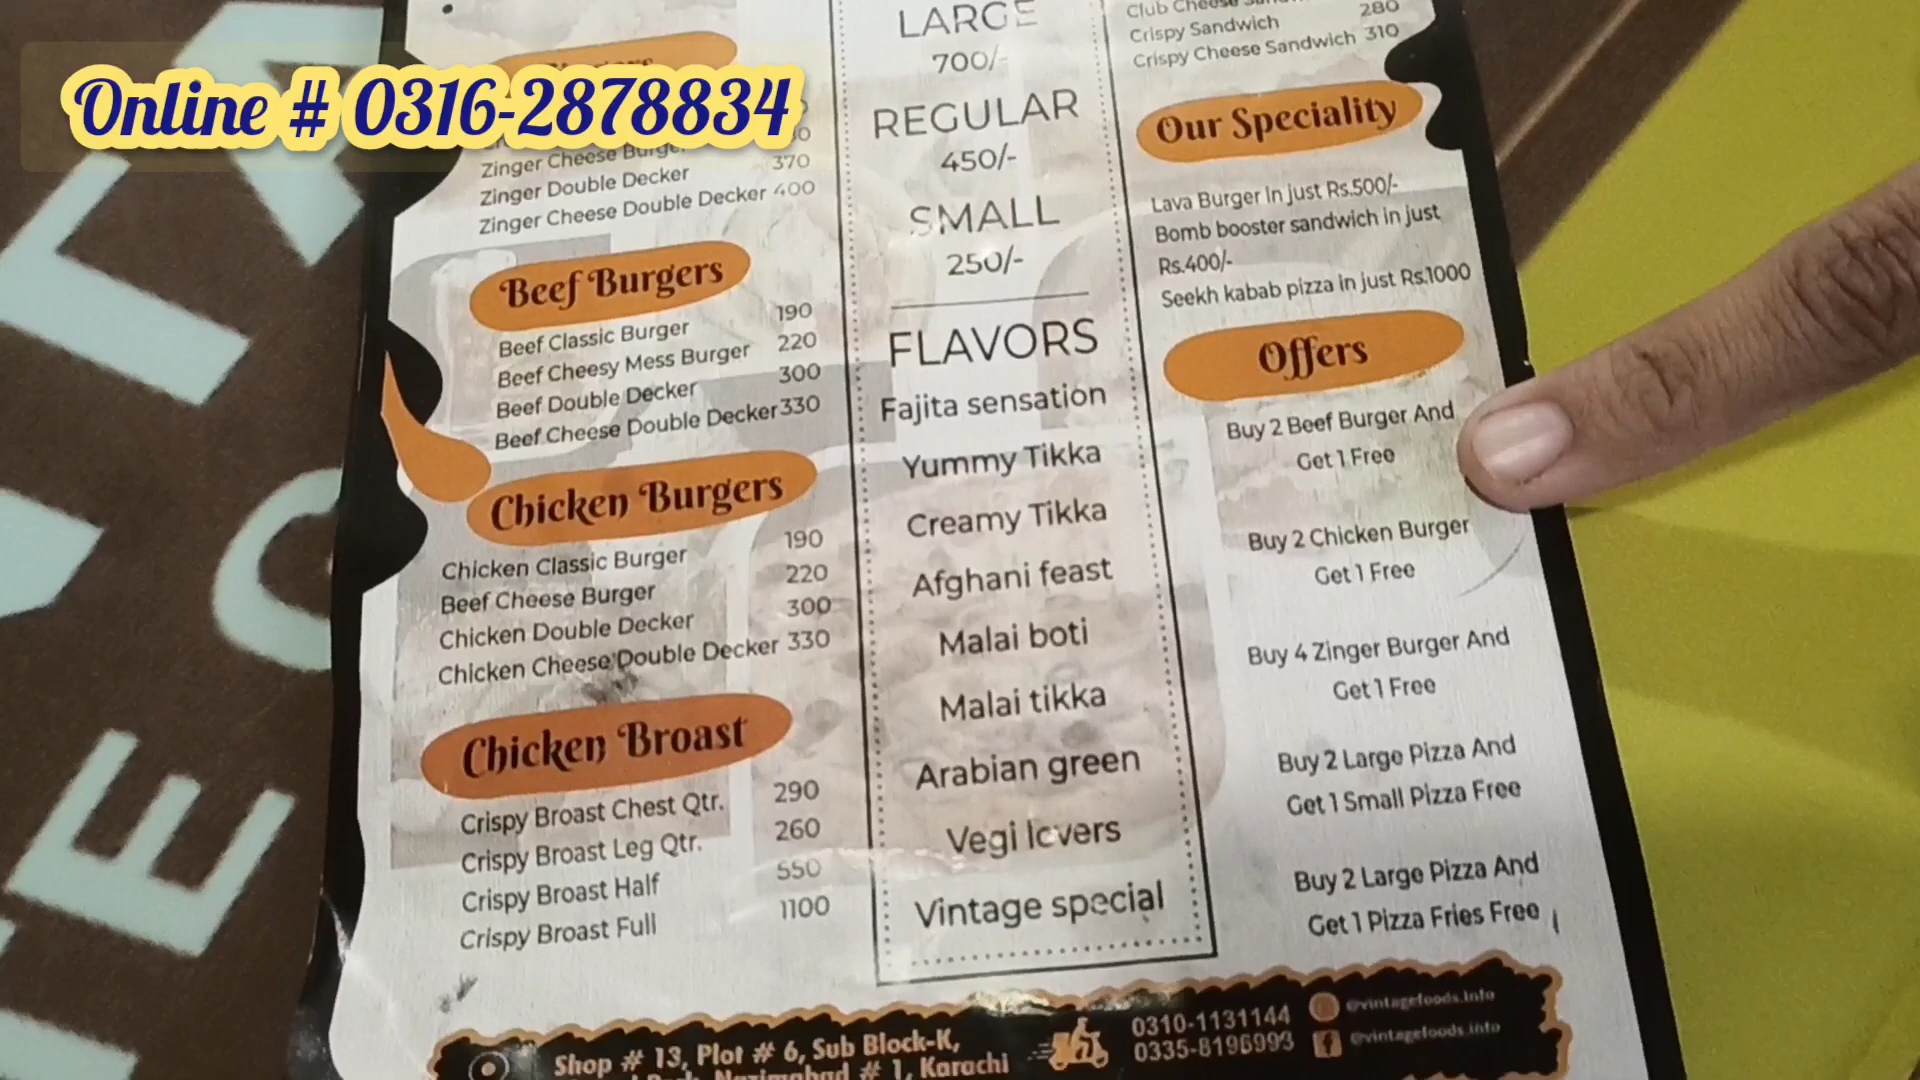 Online # 0316-2878834
Zinger Cheese
370
Zinger Double Decker
Zinger Cheese Double Decker 400
Beef Burgers
Beef Classic Burger 190
Beef Cheesy Mess Burger 220
Beef Double Decker 300
Beef Cheese Double Decker 330
Chicken Burgers
Chicken Classic Burger 190
Beef Cheese Burger 220
Chicken Double Decker 300
Chicken Cheese Double Decker 330
Chicken Broast
Crispy Broast Chest Qtr. 290
Crispy Broast Leg Qtr. 260
Crispy Broast Half 550
Crispy Broast Full 1100
LARGE
700/-
REGULAR
450/-
SMALL
250/-
FLAVORS
Fajita sensation
Yummy Tikka
Creamy Tikka
Afghani feast
Malai boti
Malai tikka
Arabian green
Vegi lovers
Vintage special
Club Cheese
Crispy Sandwich 280
Crispy Cheese Sandwich 310
Our Speciality
Lava Burger in just Rs.500/-
Bomb booster sandwich in just
Rs.400/-
Seekh kabab pizza in just Rs.1000
Offers
Buy 2 Beef Burger And
Get 1 Free
Buy 2 Chicken Burger
Get 1 Free
Buy 4 Zinger Burger And
Get 1 Free
Buy 2 Large Pizza And
Get 1 Small Pizza Free
Buy 2 Large Pizza And
Get 1 Pizza Fries Free
Shop # 13, Plot # 6, Sub Block-K,
Nazimabad # 1, Karachi
0310-1131144
0335-8196993
@vintagefoods.info
@vintagefoods.info